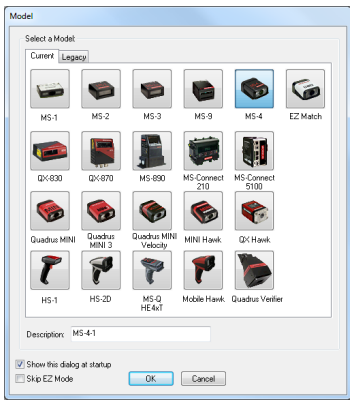 Model
Select a Model:
Current Legacy
MS-1 MS-2 MS-3 MS-9 MS-4 EZ Match
QX-830 QX-870 MS-890 MS-Connect 210 MS-Connect 5100
Quadrus MINI Quadrus MINI 3 Quadrus MINI Velocity MINI Hawk QX Hawk
HS-1 HS-2D MS-Q HE4xT Mobile Hawk Quadrus Verifier
Description: MS-4-1
Show this dialog at startup
Skip EZ Mode OK Cancel